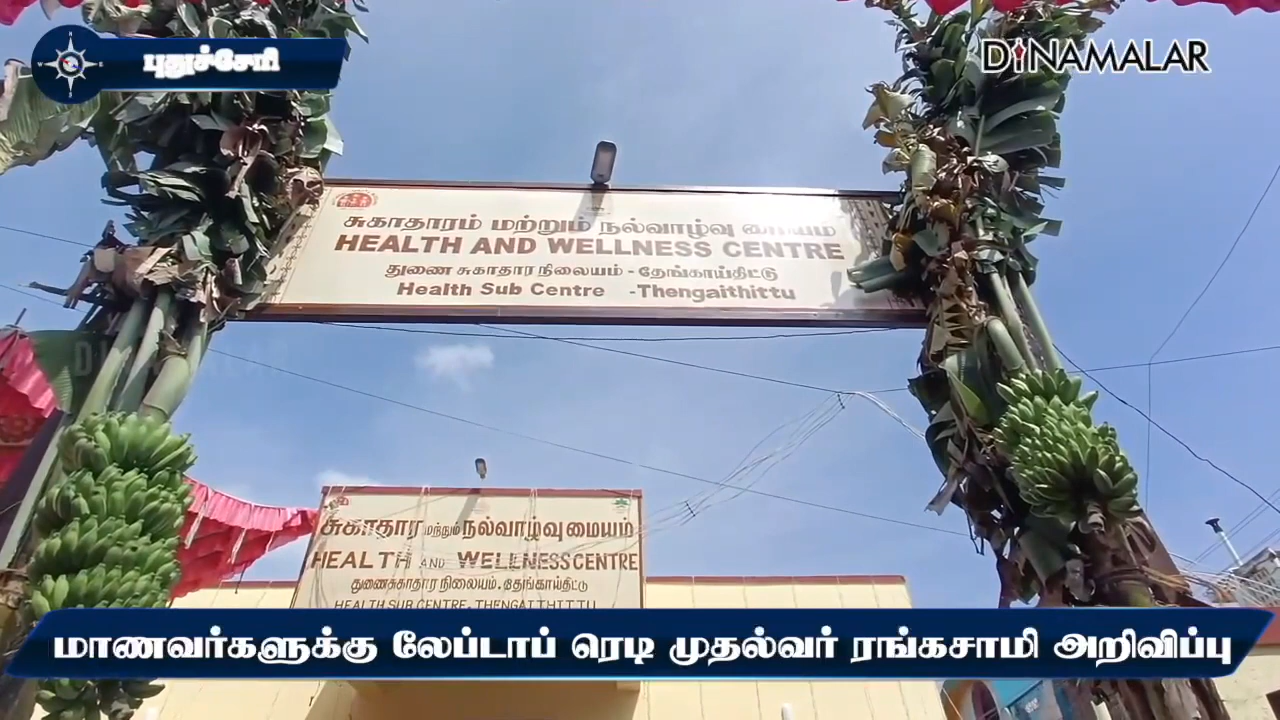 புதுச்சேரி
DINAMALAR
சுகாதாரம் மற்றும் நல்வாழ்வு மையம்
HEALTH AND WELLNESS CENTRE
துணை சுகாதார நிலையம் - தேங்காய்திட்டு
Health Sub Centre -Thengaithittu
சுகாதார மற்றும் நல்வாழ்வு மையம்
HEALTH AND WELLNESS CENTRE
துணைசுகாதார நிலையம். தேங்காய்தீட்டு
HEALTH SUB CENTRE, THENGAITHITTU
மாணவர்களுக்கு லேப்டாப் ரெடி முதல்வர் ரங்கசாமி அறிவிப்பு